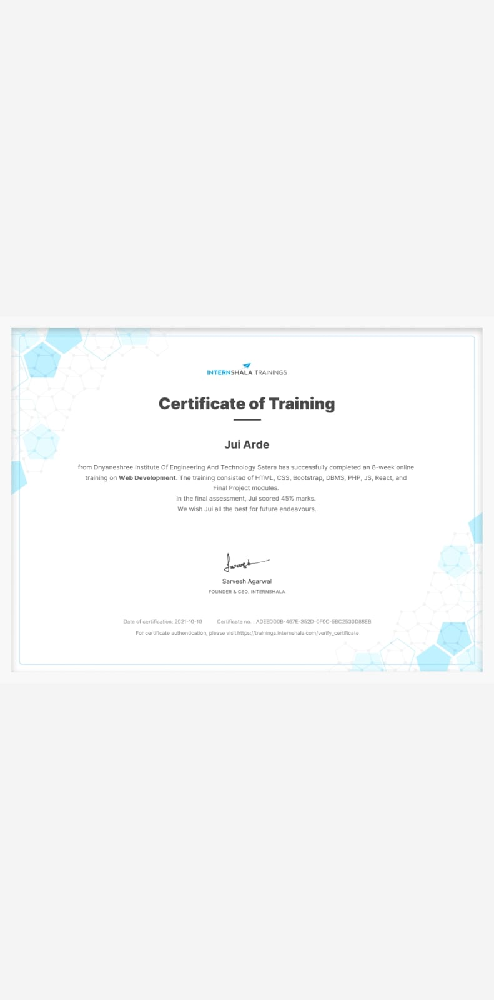 INTERNSHALA TRAININGS
Certificate of Training
Jui Arde
from Dnyaneshree Institute Of Engineering And Technology Satara has successfully completed an 8-week online
training on Web Development. The training consisted of HTML, CSS, Bootstrap, DBMS, PHP, JS, React, and
Final Project modules.
In the final assessment, Jui scored 45% marks.
We wish Jui all the best for future endeavours.
Sarvesh
Sarvesh Agarwal
FOUNDER & CEO, INTERNSHALA
Date of certification: 2021-10-10 Certificate no. : ADEEDD0B-467E-352D-0F0C-5BC2530D88EB
For certificate authentication, please visit https://trainings.internshala.com/verify_certificate